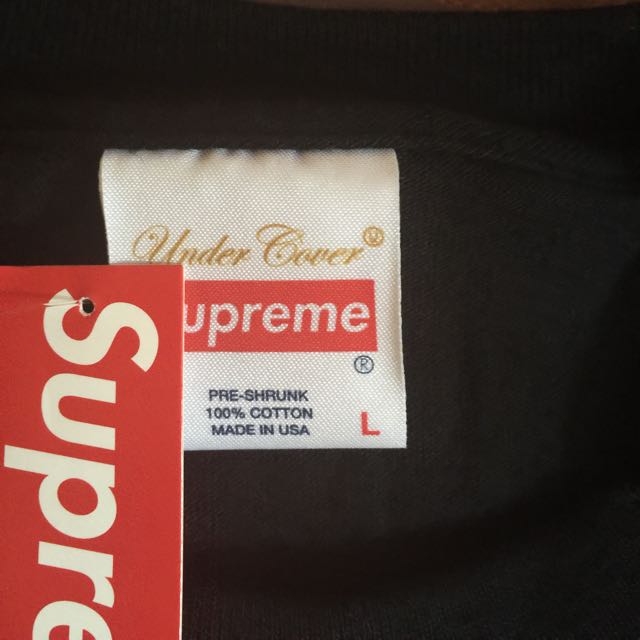 Under Cover®
upreme
®
PRE-SHRUNK
100% COTTON
MADE IN USA
L
Supre